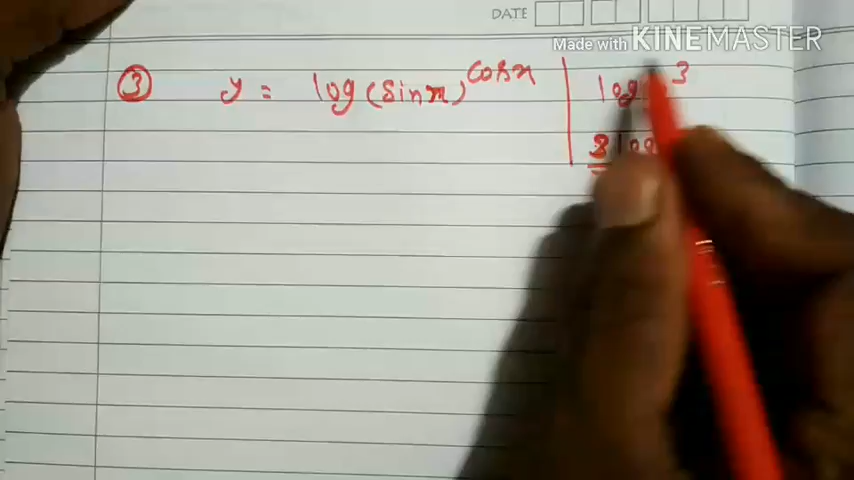 DATE
Made with KINEMASTER
③ y = log (sinx)^cosx | log 3
3 log